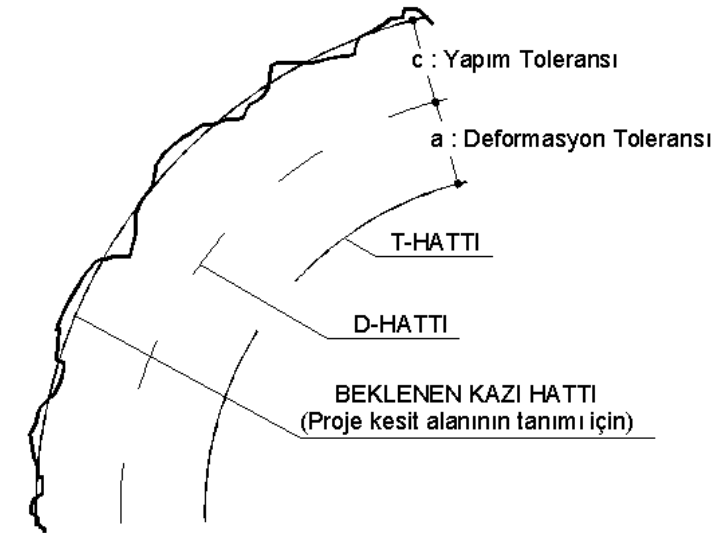 c : Yapım Toleransı
a : Deformasyon Toleransı
T-HATTI
D-HATTI
BEKLENEN KAZI HATTI
(Proje kesit alanının tanımı için)